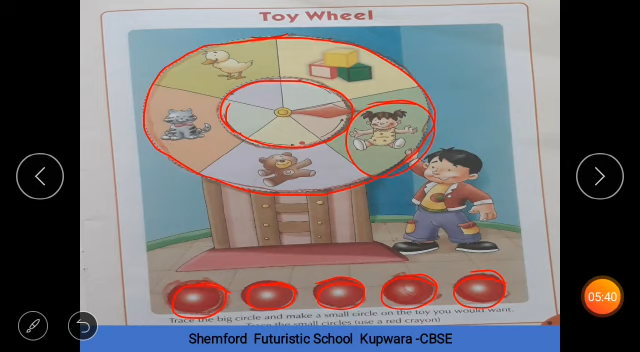 Toy Wheel
Trace the big circle and make a small circle on the toy you would want.
Trace the small circles (use a red crayon)
05:40
Shemford Futuristic School Kupwara -CBSE